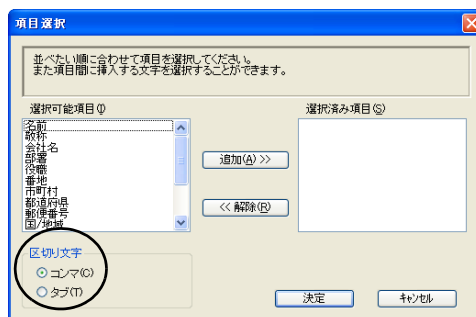 項目選択
並べたい順に合わせて項目を選択してください。
また項目間に挿入する文字を選択することができます。
選択可能項目(I)
選択済み項目(S)
名前
敬称
会社名
部署
役職
番地
市町村
都道府県
郵便番号
国/地域
追加(A) >>
<< 解除(R)
区切り文字
コンマ(C)
タブ(T)
決定
キャンセル